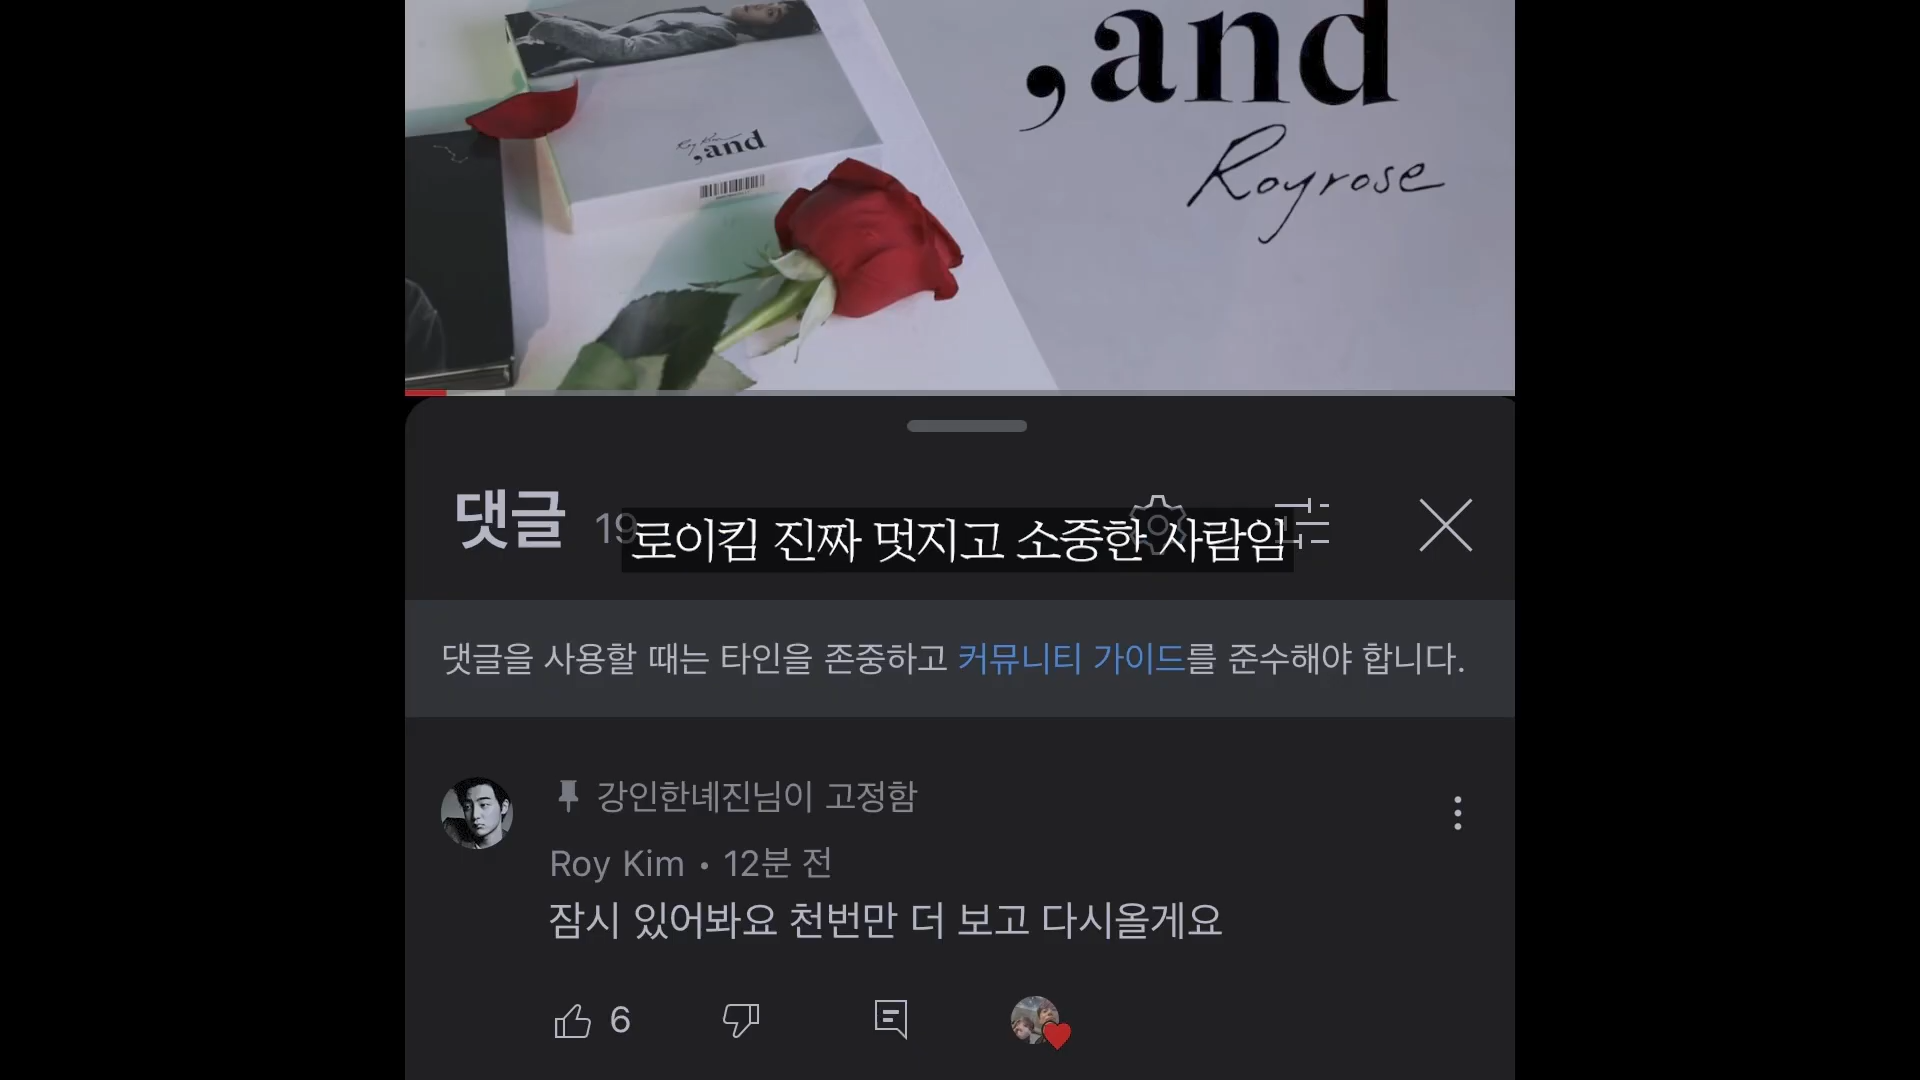 ,and
Royrose
Roy Kim
,and
댓글 19
로이킴 진짜 멋지고 소중한 사람임
댓글을 사용할 때는 타인을 존중하고 커뮤니티 가이드를 준수해야 합니다.
강인한녜진님이 고정함
Roy Kim • 12분 전
잠시 있어봐요 천번만 더 보고 다시올게요
6